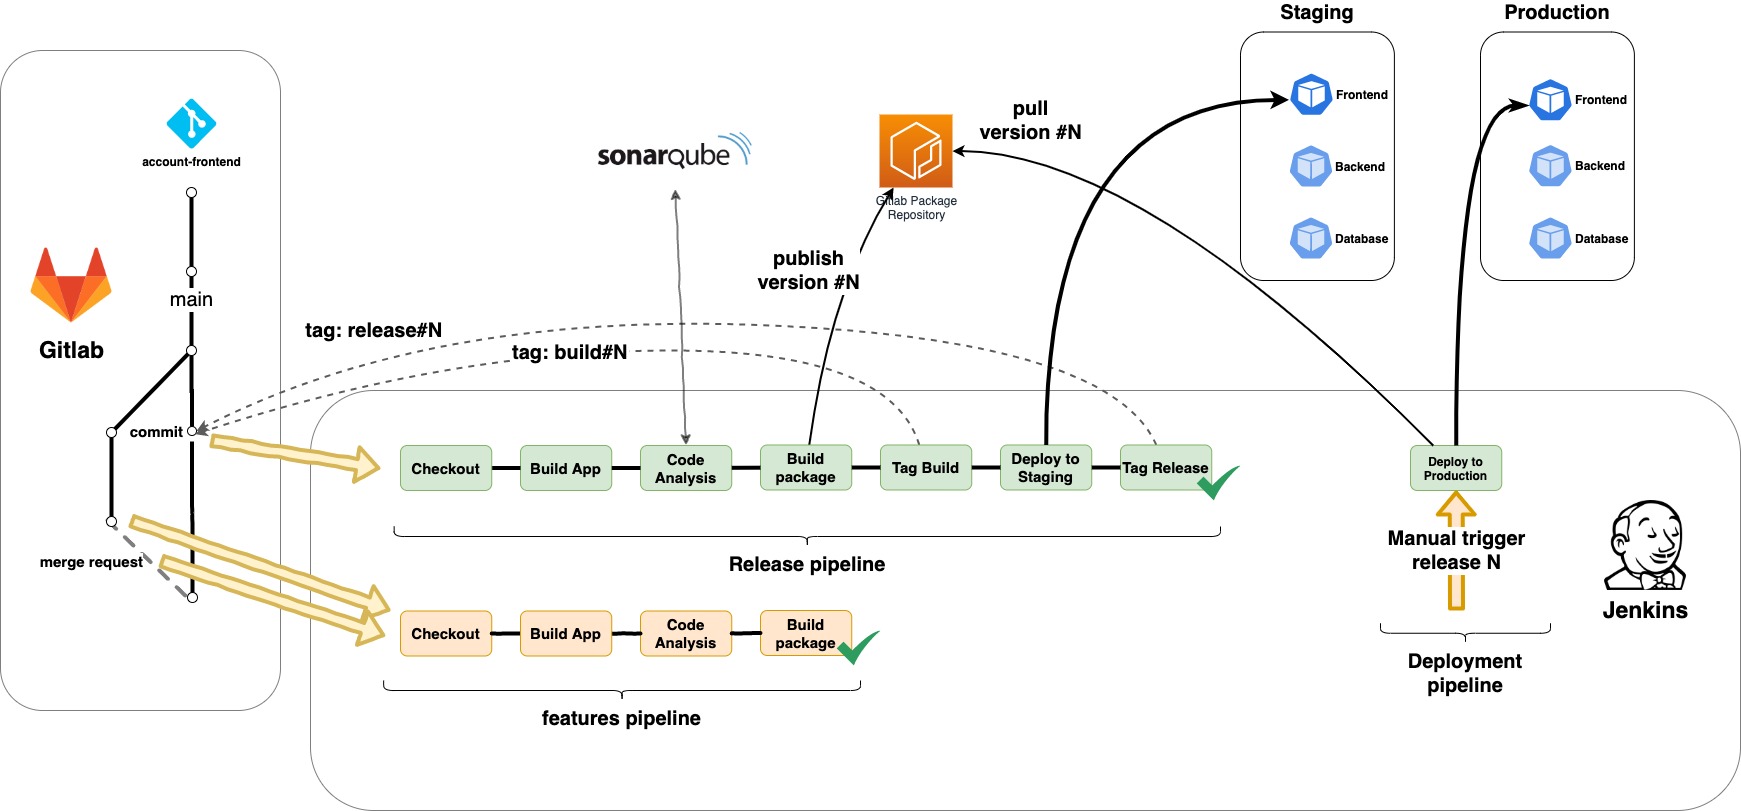 Staging
Production
Frontend
Backend
Database
Frontend
Backend
Database
account-frontend
main
Gitlab
commit
merge request
sonarqube
Gitlab Package
Repository
pull
version #N
publish
version #N
tag: release#N
tag: build#N
Checkout
Build App
Code
Analysis
Build
package
Tag Build
Deploy to
Staging
Tag Release
Release pipeline
Checkout
Build App
Code
Analysis
Build
package
features pipeline
Deploy to
Production
Manual trigger
release N
Deployment
pipeline
Jenkins